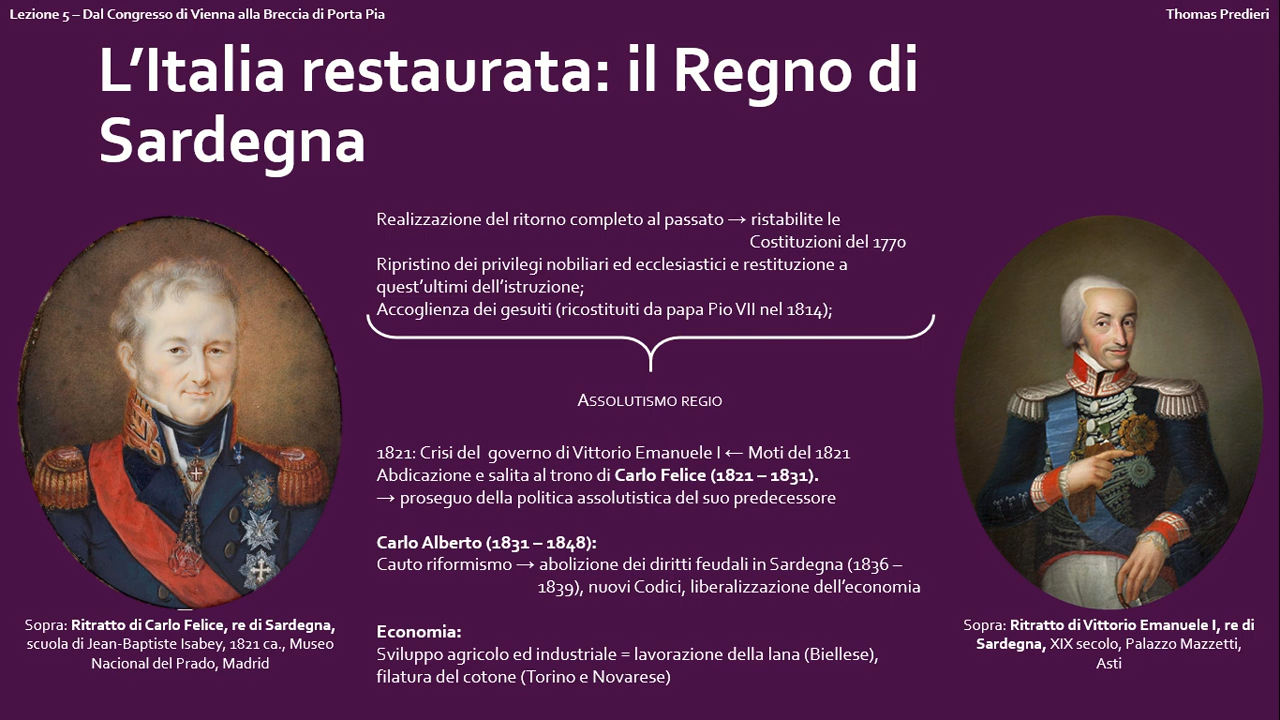 Lezione 5 – Dal Congresso di Vienna alla Breccia di Porta Pia
Thomas Predieri
L'Italia restaurata: il Regno di
Sardegna
Realizzazione del ritorno completo al passato → ristabilite le
Costituzioni del 1770
Ripristino dei privilegi nobiliari ed ecclesiastici e restituzione a
quest'ultimi dell'istruzione;
Accoglienza dei gesuiti (ricostituiti da papa Pio VII nel 1814);
Assolutismo regio
1821: Crisi del governo di Vittorio Emanuele I ← Moti del 1821
Abdicazione e salita al trono di Carlo Felice (1821 – 1831).
→ proseguo della politica assolutistica del suo predecessore
Carlo Alberto (1831 – 1848):
Cauto riformismo → abolizione dei diritti feudali in Sardegna (1836 –
1839), nuovi Codici, liberalizzazione dell'economia
Economia:
Sviluppo agricolo ed industriale = lavorazione della lana (Biellese),
filatura del cotone (Torino e Novarese)
Sopra: Ritratto di Carlo Felice, re di Sardegna,
scuola di Jean-Baptiste Isabey, 1821 ca., Museo
Nacional del Prado, Madrid
Sopra: Ritratto di Vittorio Emanuele I, re di
Sardegna, XIX secolo, Palazzo Mazzetti,
Asti